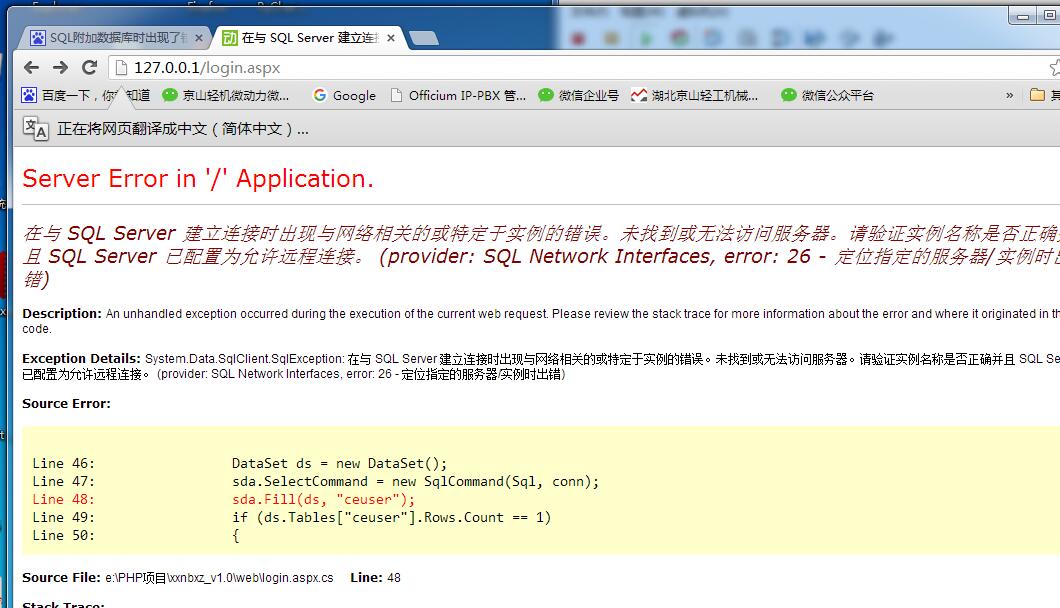 SQL附加数据库时出现了
在与 SQL Server 建立连
127.0.0.1/login.aspx
百度一下，你 知道
京山轻机微动力微...
Google
Officium IP-PBX 管...
微信企业号
湖北京山轻工机械...
微信公众平台
»
正在将网页翻译成中文（简体中文）...
Server Error in '/' Application.
在与 SQL Server 建立连接时出现与网络相关的或特定于实例的错误。未找到或无法访问服务器。请验证实例名称是否正确
且 SQL Server 已配置为允许远程连接。 (provider: SQL Network Interfaces, error: 26 - 定位指定的服务器/实例时出
错)
Description: An unhandled exception occurred during the execution of the current web request. Please review the stack trace for more information about the error and where it originated in th
code.
Exception Details: System.Data.SqlClient.SqlException: 在与 SQL Server 建立连接时出现与网络相关的或特定于实例的错误。未找到或无法访问服务器。请验证实例名称是否正确并且 SQL Se
已配置为允许远程连接。 (provider: SQL Network Interfaces, error: 26 - 定位指定的服务器/实例时出错)
Source Error:
Line 46: DataSet ds = new DataSet();
Line 47: sda.SelectCommand = new SqlCommand(Sql, conn);
Line 48: sda.Fill(ds, "ceuser");
Line 49: if (ds.Tables["ceuser"].Rows.Count == 1)
Line 50: {
Source File: e:\PHP项目\xxnbxz_v1.0\web\login.aspx.cs Line: 48
Stack Trace: